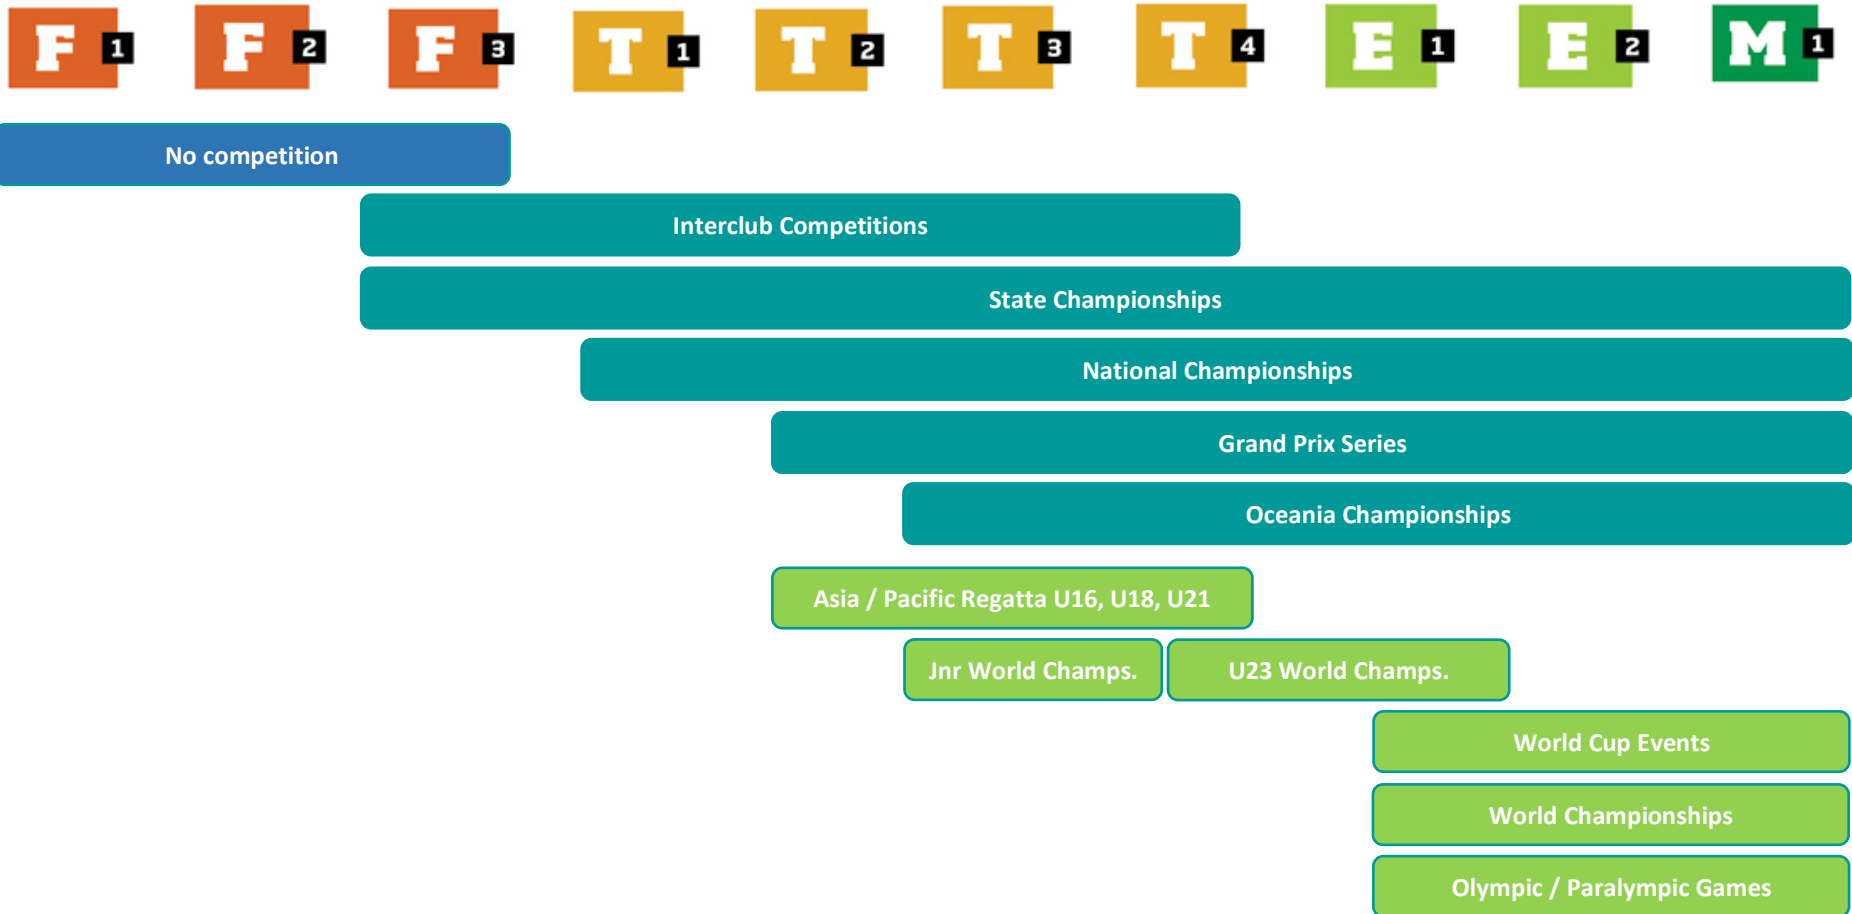 F 1 F 2 F 3 T 1 T 2 T 3 T 4 E 1 E 2 M 1
No competition
Interclub Competitions
State Championships
National Championships
Grand Prix Series
Oceania Championships
Asia / Pacific Regatta U16, U18, U21
Jnr World Champs. U23 World Champs.
World Cup Events
World Championships
Olympic / Paralympic Games